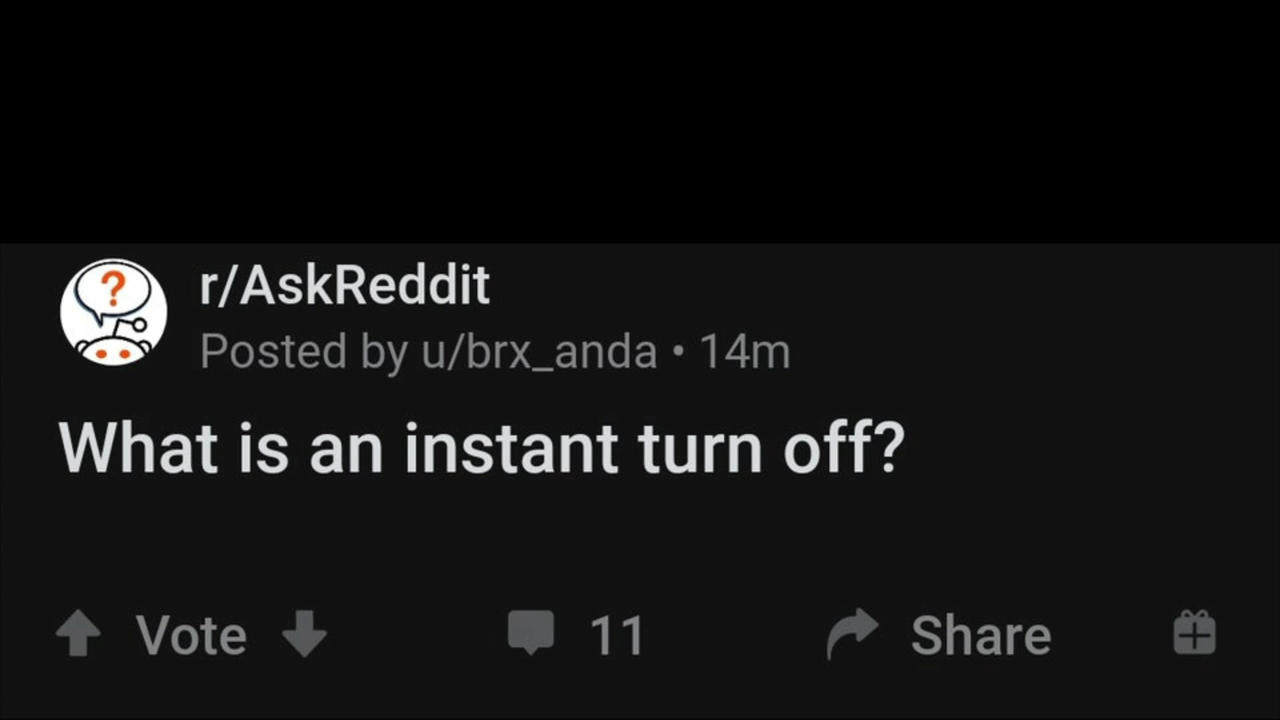 ?
r/AskReddit
Posted by u/brx_anda • 14m
What is an instant turn off?
Vote 11 Share